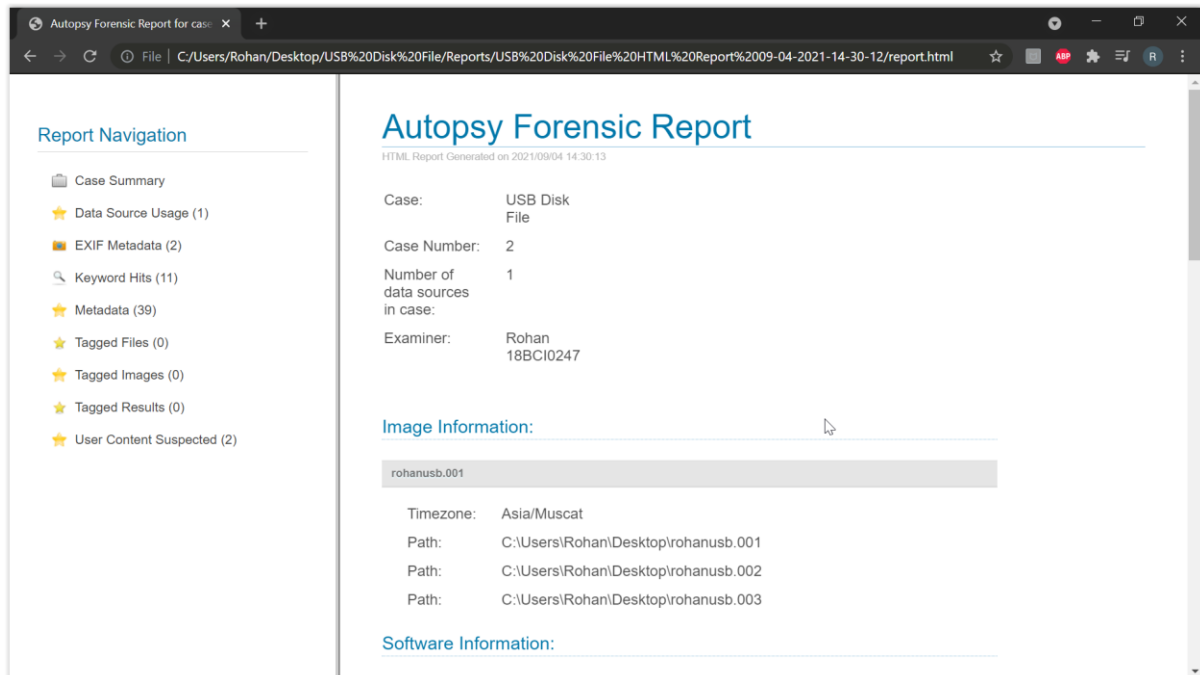 Autopsy Forensic Report for case
File
C:/Users/Rohan/Desktop/USB%20Disk%20File/Reports/USB%20Disk%20File%20HTML%20Report%2009-04-2021-14-30-12/report.html
ABP
R
Report Navigation
Case Summary
Data Source Usage (1)
EXIF Metadata (2)
Keyword Hits (11)
Metadata (39)
Tagged Files (0)
Tagged Images (0)
Tagged Results (0)
User Content Suspected (2)
Autopsy Forensic Report
HTML Report Generated on 2021/09/04 14:30:13
Case: USB Disk
File
Case Number: 2
Number of 1
data sources
in case:
Examiner: Rohan
18BCI0247
Image Information:
rohanusb.001
Timezone: Asia/Muscat
Path: C:\Users\Rohan\Desktop\rohanusb.001
Path: C:\Users\Rohan\Desktop\rohanusb.002
Path: C:\Users\Rohan\Desktop\rohanusb.003
Software Information: